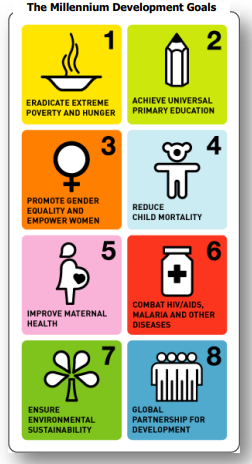 The Millennium Development Goals
1
ERADICATE EXTREME
POVERTY AND HUNGER
2
ACHIEVE UNIVERSAL
PRIMARY EDUCATION
3
PROMOTE GENDER
EQUALITY AND
EMPOWER WOMEN
4
REDUCE
CHILD MORTALITY
5
IMPROVE MATERNAL
HEALTH
6
COMBAT HIV/AIDS,
MALARIA AND OTHER
DISEASES
7
ENSURE
ENVIRONMENTAL
SUSTAINABILITY
8
GLOBAL
PARTNERSHIP FOR
DEVELOPMENT